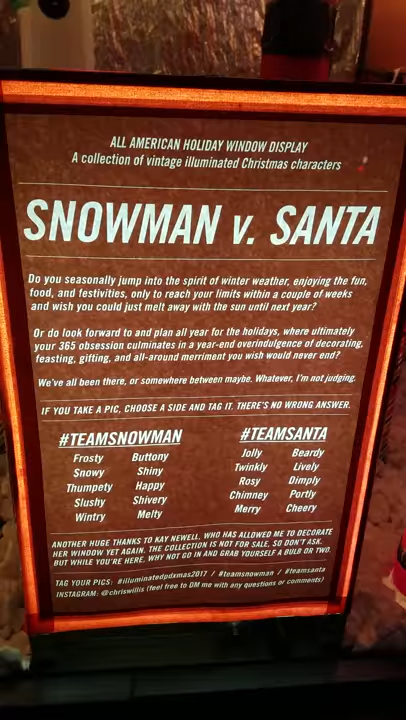 ALL AMERICAN HOLIDAY WINDOW DISPLAY
A collection of vintage illuminated Christmas characters
SNOWMAN v. SANTA
Do you seasonally jump into the spirit of winter weather, enjoying the fun,
food, and festivities, only to reach your limits within a couple of weeks
and wish you could just melt away with the sun until next year?
Or do look forward to and plan all year for the holidays, where ultimately
your 365 obsession culminates in a year-end overindulgence of decorating,
feasting, gifting, and all-around merriment you wish would never end?
We've all been there, or somewhere between maybe. Whatever, I'm not judging.
IF YOU TAKE A PIC, CHOOSE A SIDE AND TAG IT. THERE'S NO WRONG ANSWER.
#TEAMSNOWMAN
Frosty Buttony
Snowy Shiny
Thumpety Happy
Slushy Shivery
Wintry Melty
#TEAMSANTA
Jolly Beardy
Twinkly Lively
Rosy Dimply
Chimney Portly
Merry Cheery
ANOTHER HUGE THANKS TO KAY NEWELL, WHO HAS ALLOWED ME TO DECORATE
HER WINDOW YET AGAIN. THE COLLECTION IS NOT FOR SALE, SO DON'T ASK.
BUT WHILE YOU'RE HERE, WHY NOT GO IN AND GRAB YOURSELF A BULB OR TWO.
TAG YOUR PICS: #illuminatedpdxmas2017 / #teamsnowman / #teamsanta
INSTAGRAM: @chriswillis (feel free to DM me with any questions or comments)